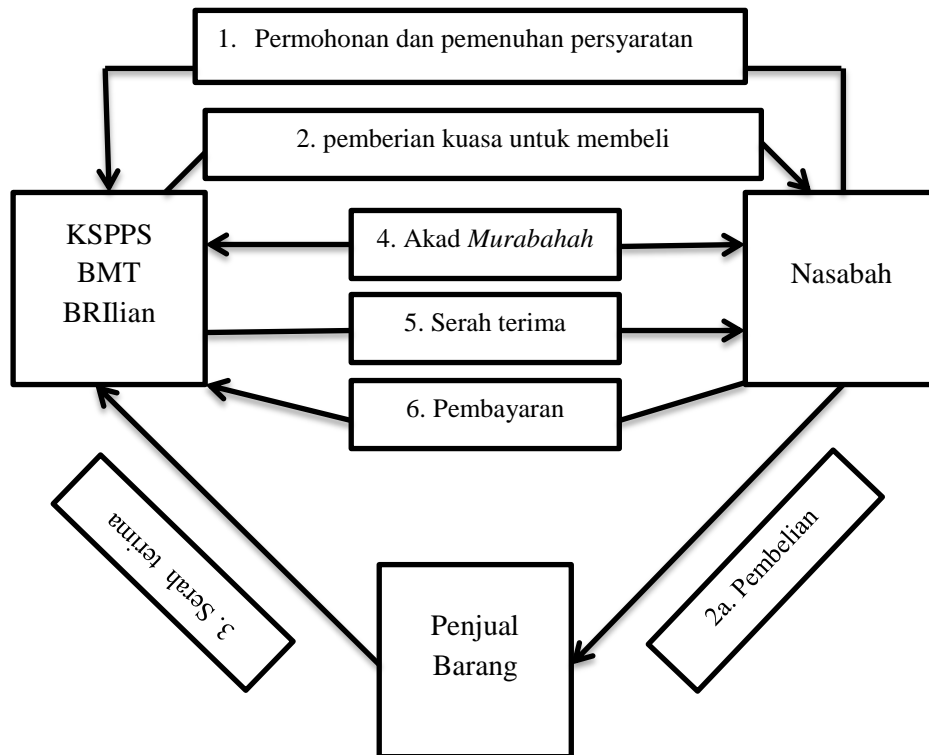 1. Permohonan dan pemenuhan persyaratan
2. pemberian kuasa untuk membeli
KSPPS
BMT
BRIlian
4. Akad Murabahah
Nasabah
5. Serah terima
6. Pembayaran
3. Serah terima
2a. Pembelian
Penjual
Barang